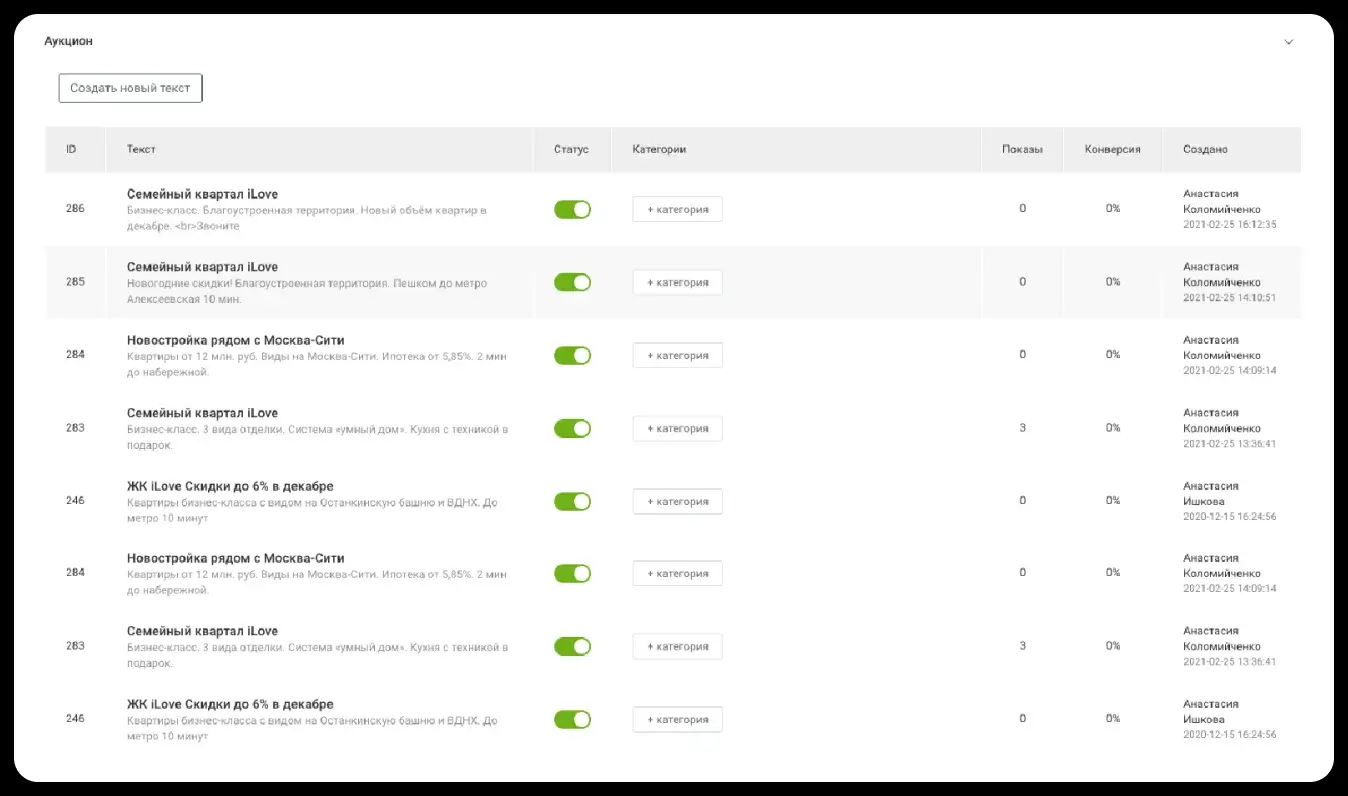 Аукцион
Создать новый текст
ID Текст Статус Категории Показы Конверсия Создано
286
Семейный квартал iLove
Бизнес-класс. Благоустроенная территория. Новый объём квартир в
декабре. <br>Звоните
+ категория
0
0%
Анастасия
Коломийченко
2021-02-25 16:12:35
285
Семейный квартал iLove
Новогодние скидки! Благоустроенная территория. Пешком до метро
Алексеевская 10 мин.
+ категория
0
0%
Анастасия
Коломийченко
2021-02-25 14:10:51
284
Новостройка рядом с Москва-Сити
Квартиры от 12 млн. руб. Виды на Москва-Сити. Ипотека от 5,85%. 2 мин
до набережной.
+ категория
0
0%
Анастасия
Коломийченко
2021-02-25 14:09:14
283
Семейный квартал iLove
Бизнес-класс. 3 вида отделки. Система «умный дом». Кухня с техникой в
подарок.
+ категория
3
0%
Анастасия
Коломийченко
2021-02-25 13:36:41
246
ЖК iLove Скидки до 6% в декабре
Квартиры бизнес-класса с видом на Останкинскую башню и ВДНХ. До
метро 10 минут
+ категория
0
0%
Анастасия
Ишкова
2020-12-15 16:24:56
284
Новостройка рядом с Москва-Сити
Квартиры от 12 млн. руб. Виды на Москва-Сити. Ипотека от 5,85%. 2 мин
до набережной.
+ категория
0
0%
Анастасия
Коломийченко
2021-02-25 14:09:14
283
Семейный квартал iLove
Бизнес-класс. 3 вида отделки. Система «умный дом». Кухня с техникой в
подарок.
+ категория
3
0%
Анастасия
Коломийченко
2021-02-25 13:36:41
246
ЖК iLove Скидки до 6% в декабре
Квартиры бизнес-класса с видом на Останкинскую башню и ВДНХ. До
метро 10 минут
+ категория
0
0%
Анастасия
Ишкова
2020-12-15 16:24:56